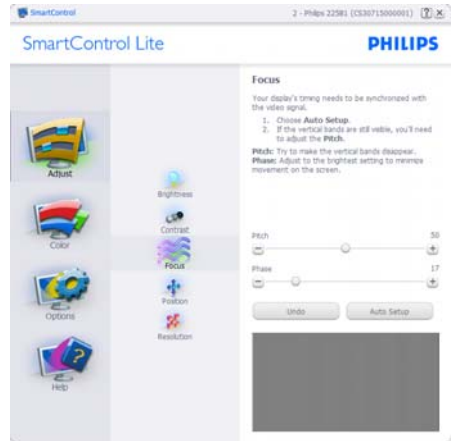 SmartControl
2 - Philips 225B1 (CS30715000001)
SmartControl Lite
PHILIPS
Adjust
Color
Options
Help
Brightness
Contrast
Focus
Position
Resolution
Focus
Your display's timing needs to be synchronized with
the video signal.
1. Choose Auto Setup.
2. If the vertical bands are still visible, you'll need
to adjust the Pitch.
Pitch: Try to make the vertical bands disappear.
Phase: Adjust to the brightest setting to minimize
movement on the screen.
Pitch 50
Phase 17
Undo
Auto Setup